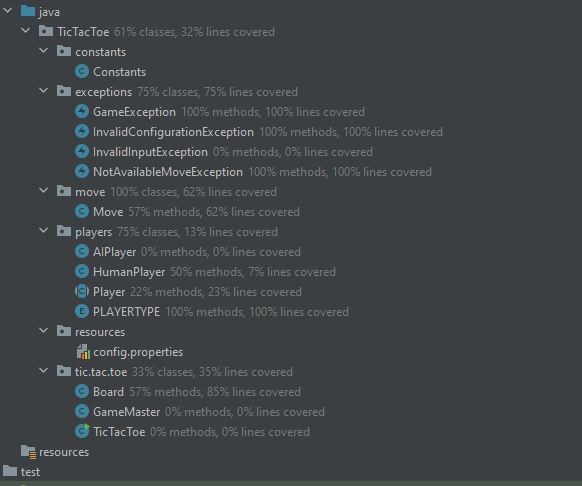 java
TicTacToe 61% classes, 32% lines covered
constants
Constants
exceptions 75% classes, 75% lines covered
GameException 100% methods, 100% lines covered
InvalidConfigurationException 100% methods, 100% lines covered
InvalidInputException 0% methods, 0% lines covered
NotAvailableMoveException 100% methods, 100% lines covered
move 100% classes, 62% lines covered
Move 57% methods, 62% lines covered
players 75% classes, 13% lines covered
AIPlayer 0% methods, 0% lines covered
HumanPlayer 50% methods, 7% lines covered
Player 22% methods, 23% lines covered
PLAYERTYPE 100% methods, 100% lines covered
resources
config.properties
tic.tac.toe 33% classes, 35% lines covered
Board 57% methods, 85% lines covered
GameMaster 0% methods, 0% lines covered
TicTacToe 0% methods, 0% lines covered
resources
test